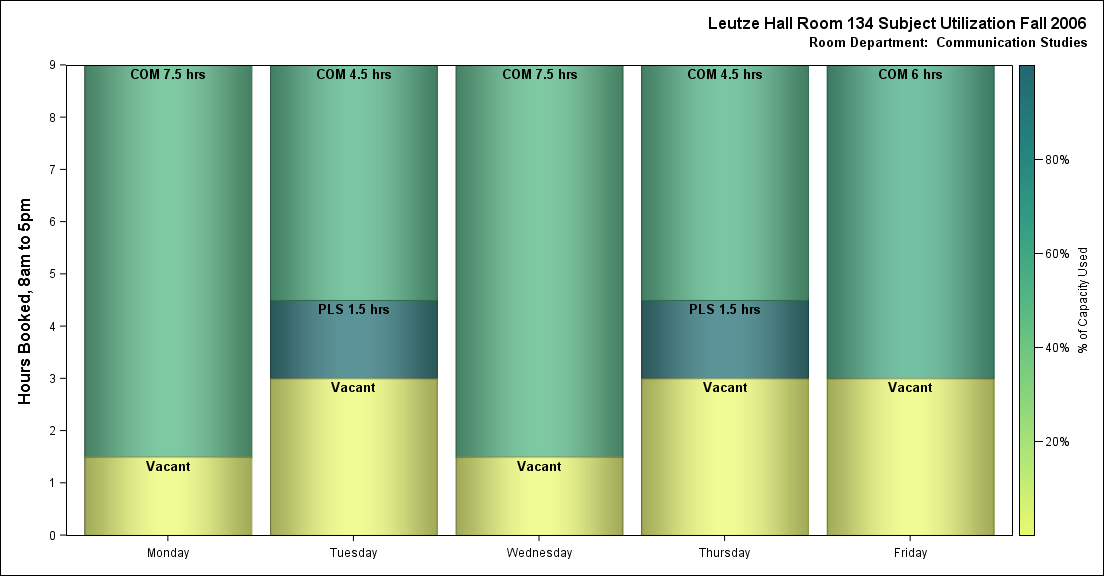 Leutze Hall Room 134 Subject Utilization Fall 2006
Room Department:  Communication Studies
Hours Booked, 8am to 5pm
9
8
7
6
5
4
3
2
1
0
COM 7.5 hrs
Vacant
COM 4.5 hrs
PLS 1.5 hrs
Vacant
COM 7.5 hrs
Vacant
COM 4.5 hrs
PLS 1.5 hrs
Vacant
COM 6 hrs
Vacant
Monday
Tuesday
Wednesday
Thursday
Friday
80%
60%
40%
20%
% of Capacity Used